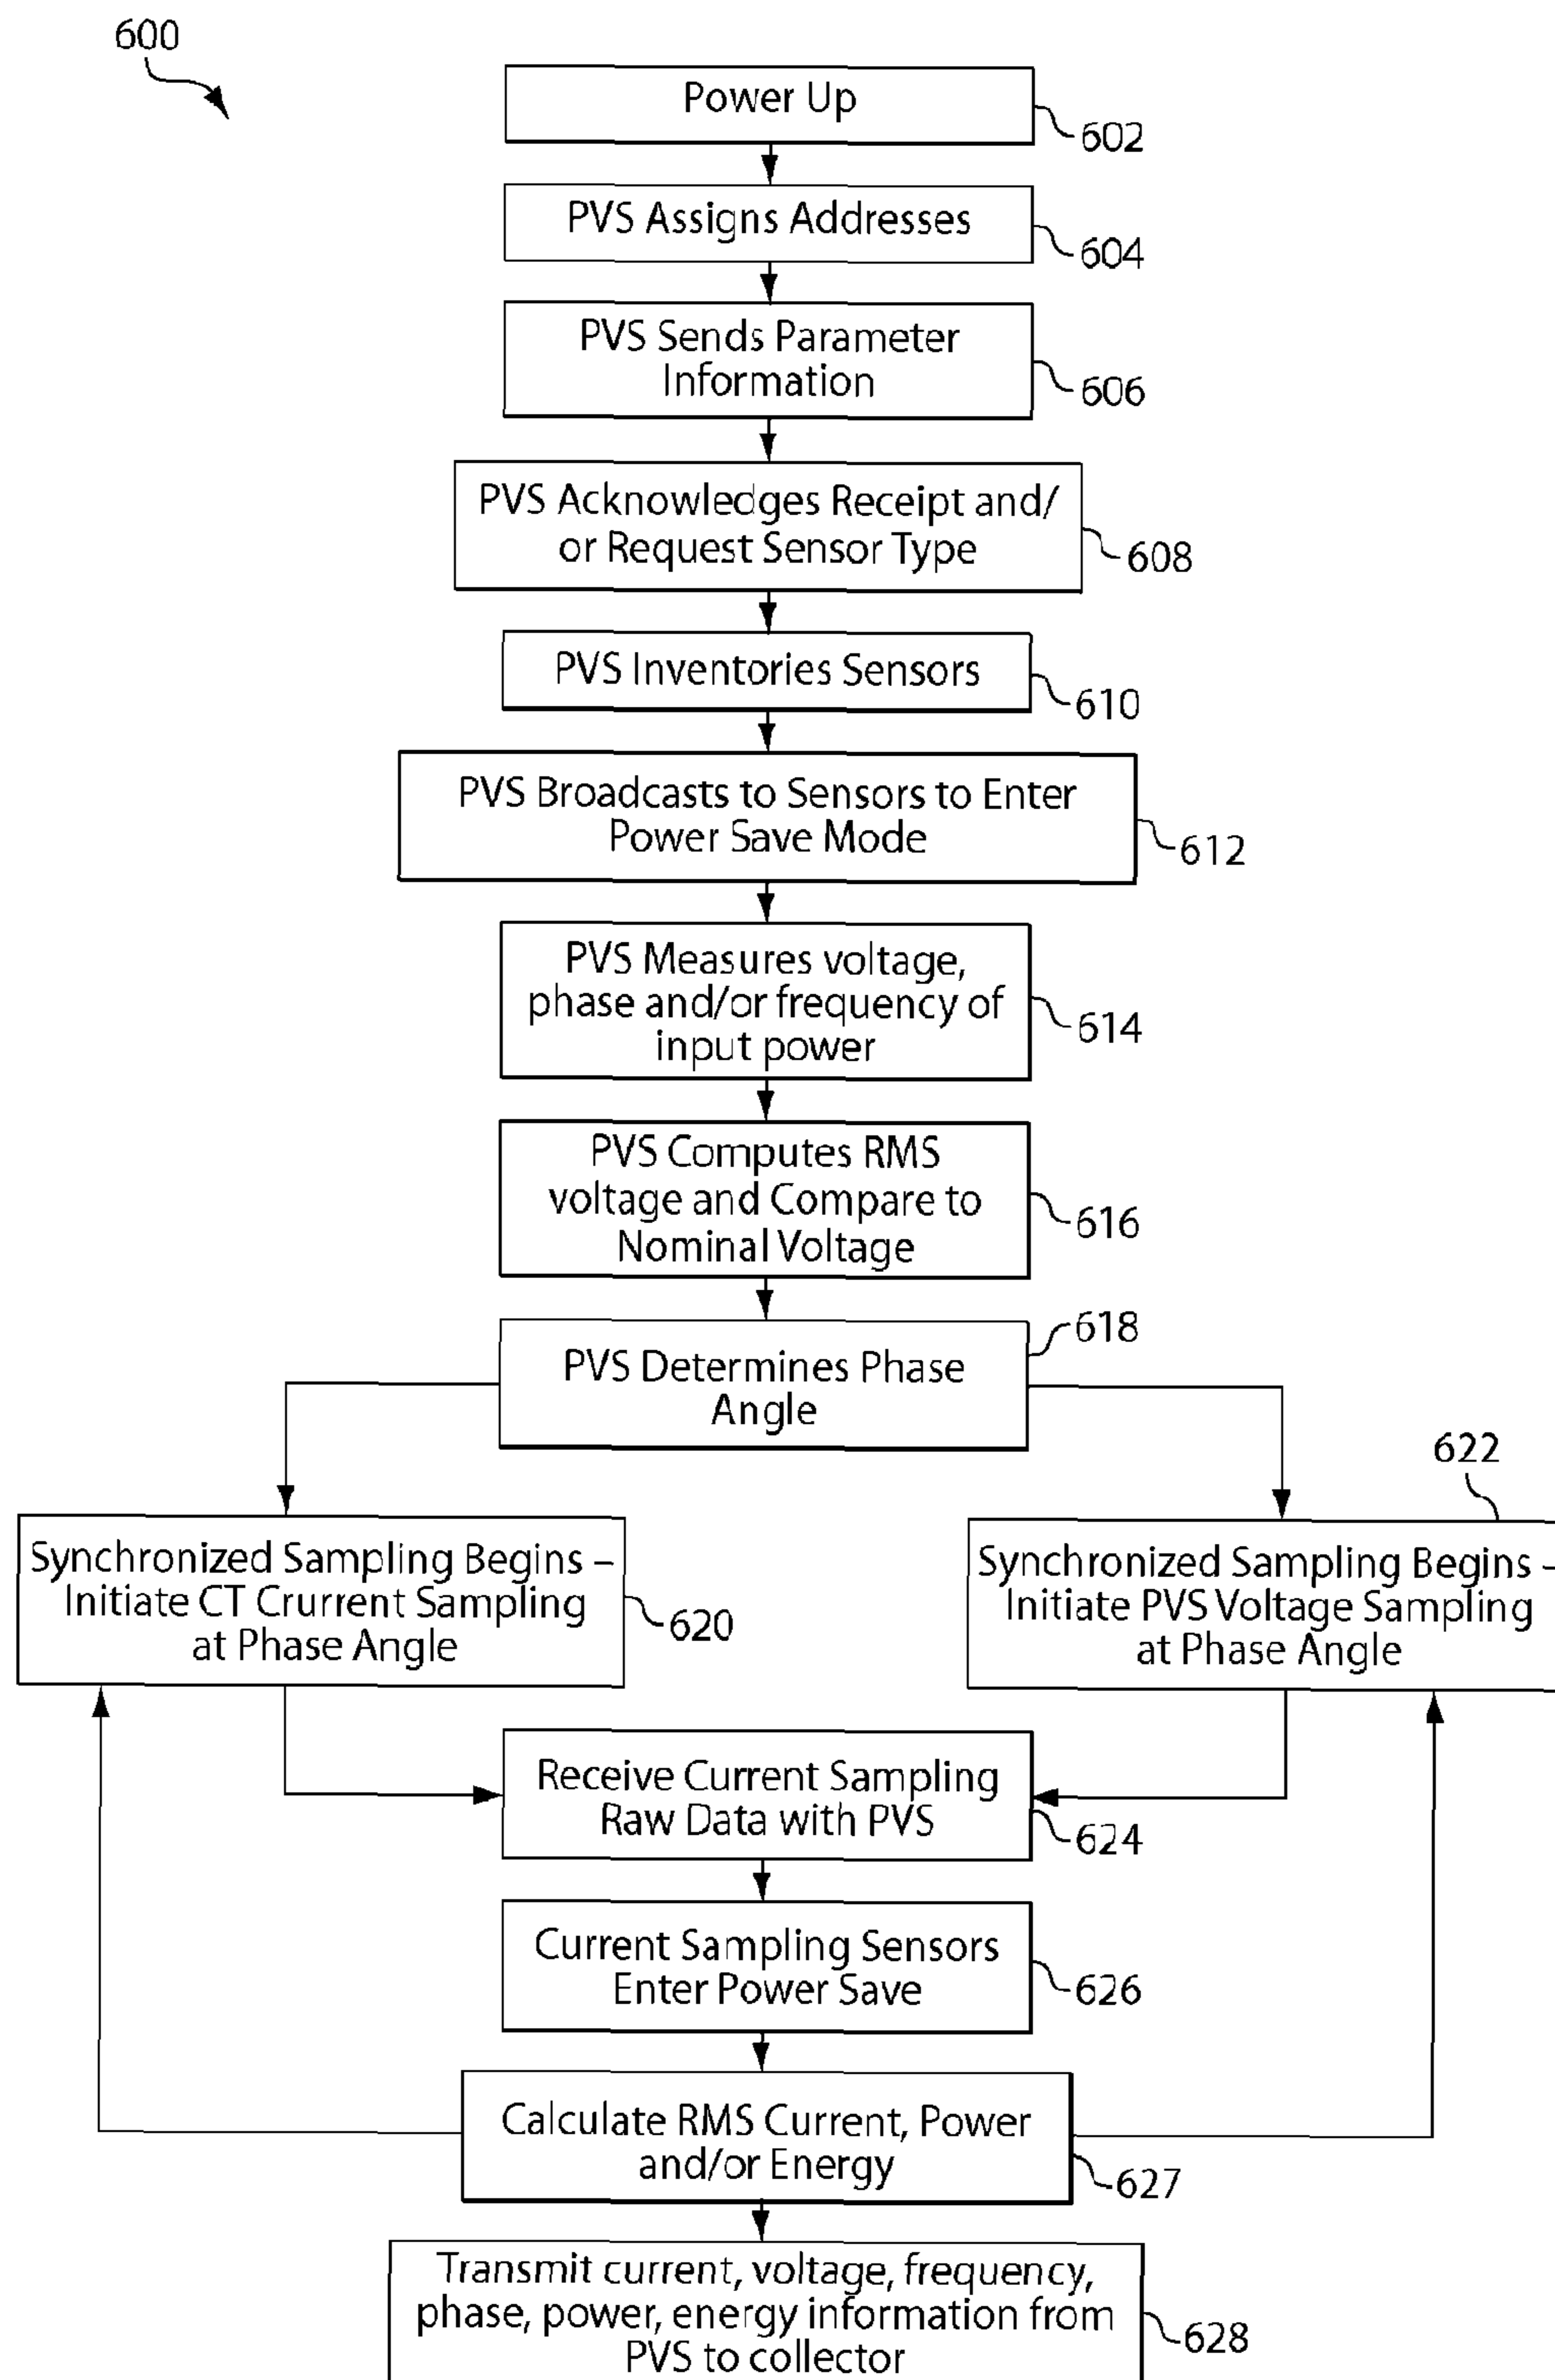 600
Power Up
602
PVS Assigns Addresses
604
PVS Sends Parameter
Information
606
PVS Acknowledges Receipt and/
or Request Sensor Type
608
PVS Inventories Sensors
610
PVS Broadcasts to Sensors to Enter
Power Save Mode
612
PVS Measures voltage,
phase and/or frequency of
input power
614
PVS Computes RMS
voltage and Compare to
Nominal Voltage
616
618
PVS Determines Phase
Angle
622
Synchronized Sampling Begins –
Initiate CT Crurrent Sampling
at Phase Angle
620
Synchronized Sampling Begins –
Initiate PVS Voltage Sampling
at Phase Angle
Receive Current Sampling
Raw Data with PVS
624
Current Sampling Sensors
Enter Power Save
626
Calculate RMS Current, Power
and/or Energy
627
Transmit current, voltage, frequency,
phase, power, energy information from
PVS to collector
628